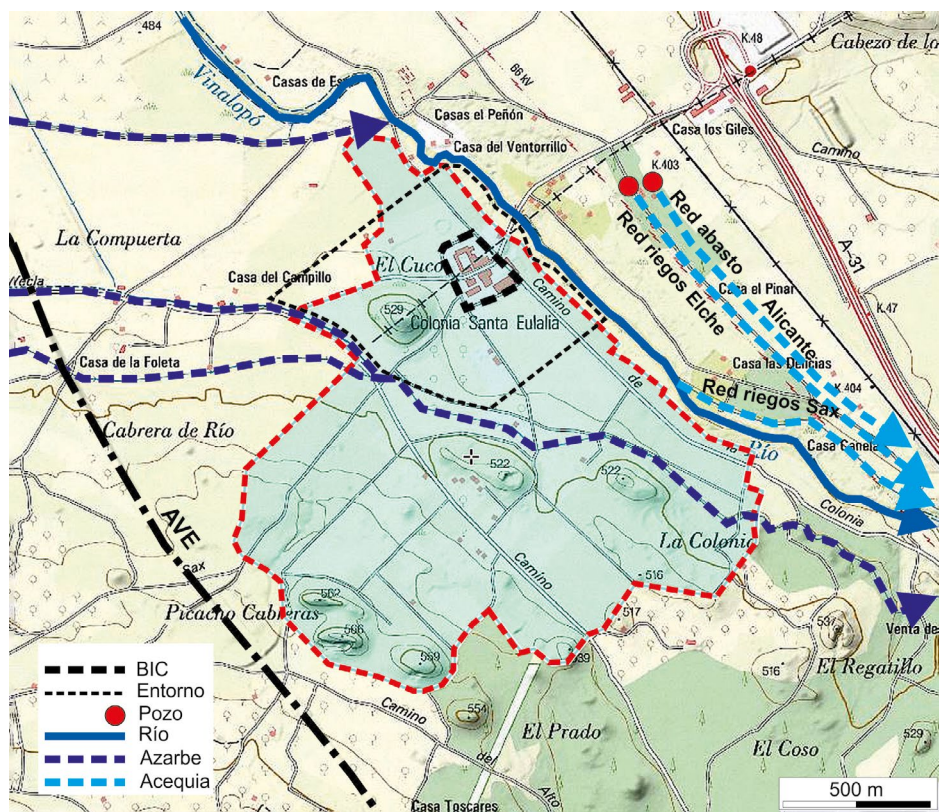 484
K.48
Cabezo de lo
Vinalopó
Casas de Es
66 kV
Casas el Peñón
Casa los Giles
Casa del Ventorrillo
Camino
K.403
La Compuerta
Red abasto
Alicante
Red riegos Elche
A-31
Casa del Campillo
El Cuco
Camino
Casa el Pinar
K.47
529
Colonia Santa Eulalia
Casa de la Foleta
de
Casa las Delicias
K 404
Red riegos Sax
Cabrera de Río
Casa Canela
Río
522
522
AVE
Colonia
La Colonia
Sax
Camino
516
Picacho Cabreras
562
566
559
517
539
537
Venta de
El Regatillo
516
BIC
Entorno
Pozo
Río
Azarbe
Acequia
Camino
del
Alto
554
El Prado
El Coso
529
Casa Toscares
500 m